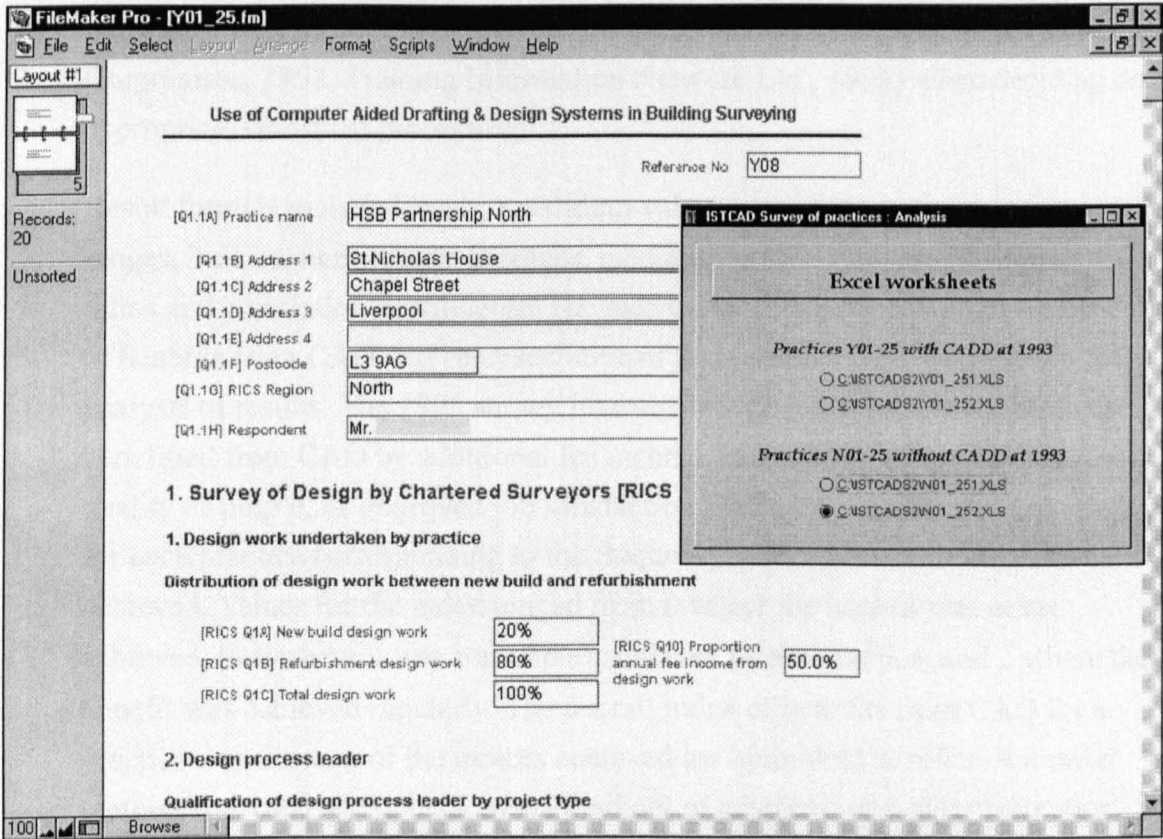 FileMaker Pro - [Y01_25.fm]
File Edit Select Layout Arrange Format Scripts Window Help
Layout #1
5
Records:
20
Unsorted
Use of Computer Aided Drafting & Design Systems in Building Surveying
Reference No Y08
[Q1.1A] Practice name HSB Partnership North
[Q1.1B] Address 1 St.Nicholas House
[Q1.1C] Address 2 Chapel Street
[Q1.1D] Address 3 Liverpool
[Q1.1E] Address 4
[Q1.1F] Postcode L3 9AG
[Q1.1G] RICS Region North
[Q1.1H] Respondent Mr.
ISTCAD Survey of practices : Analysis
Excel worksheets
Practices Y01-25 with CADD at 1993
C:\ISTCADS2\Y01_251.XLS
C:\ISTCADS2\Y01_252.XLS
Practices N01-25 without CADD at 1993
C:\ISTCADS2\N01_251.XLS
C:\ISTCADS2\N01_252.XLS
1. Survey of Design by Chartered Surveyors [RICS
1. Design work undertaken by practice
Distribution of design work between new build and refurbishment
[RICS Q1A] New build design work 20%
[RICS Q1B] Refurbishment design work 80%
[RICS Q1C] Total design work 100%
[RICS Q10] Proportion
annual fee income from 50.0%
design work
2. Design process leader
Qualification of design process leader by project type
100 Browse